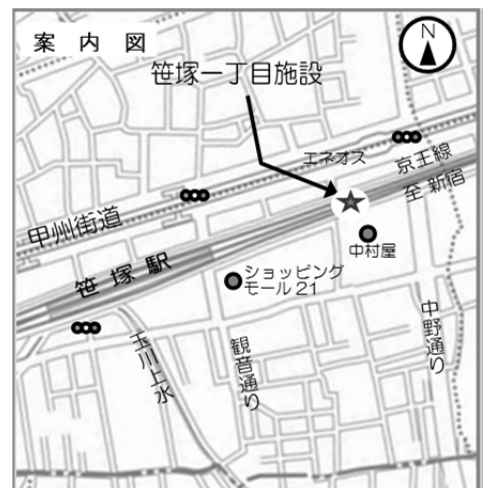 案内図
N
笹塚一丁目施設
エネオス
京王線
至 新宿
甲州街道
中村屋
笹塚駅
ショッピング
モール21
中野通り
玉川上水
観音通り